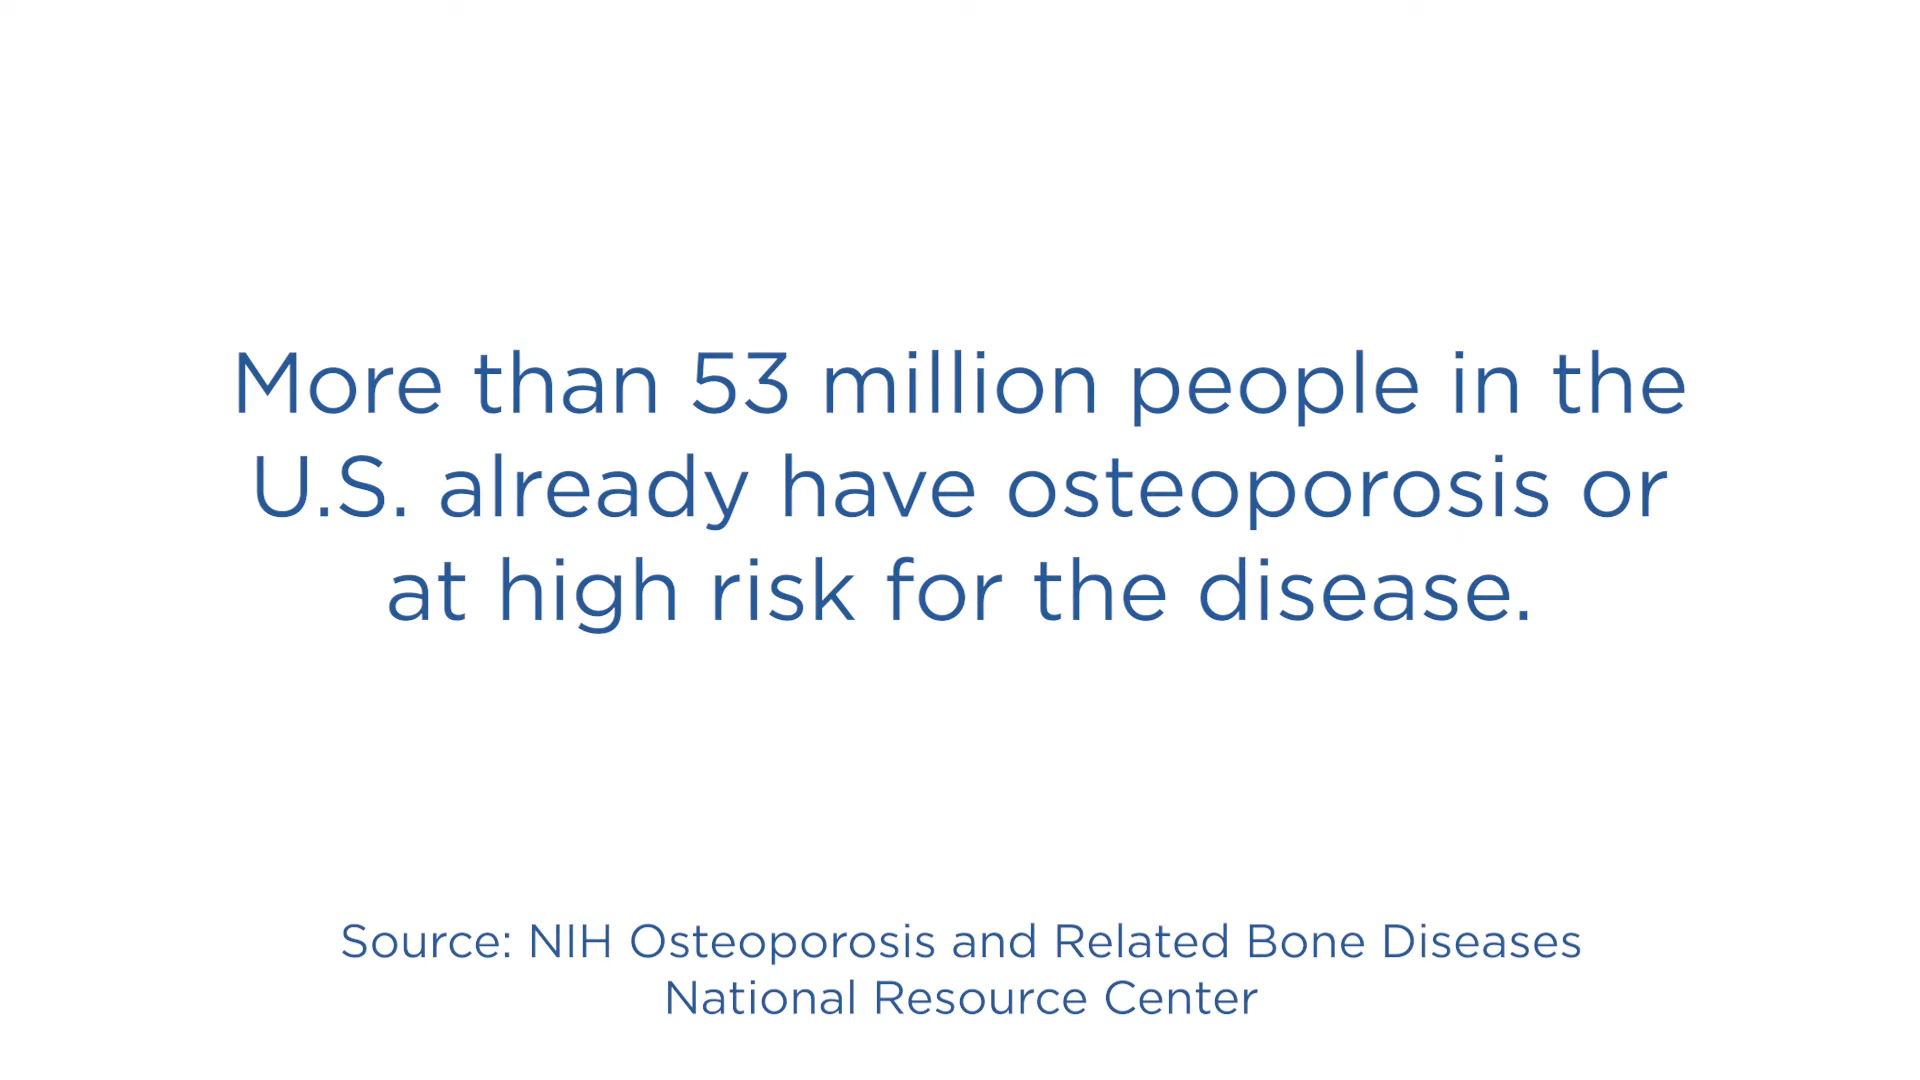 More than 53 million people in the
U.S. already have osteoporosis or
at high risk for the disease.
Source: NIH Osteoporosis and Related Bone Diseases
National Resource Center